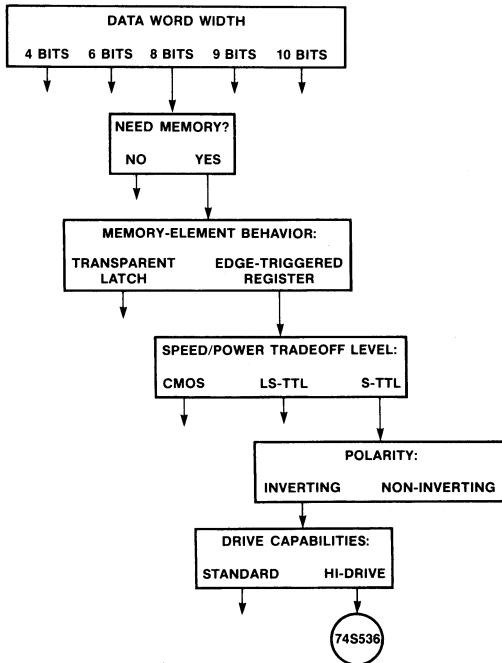 DATA WORD WIDTH
4 BITS 6 BITS 8 BITS 9 BITS 10 BITS
NEED MEMORY?
NO YES
MEMORY-ELEMENT BEHAVIOR:
TRANSPARENT LATCH EDGE-TRIGGERED REGISTER
SPEED/POWER TRADEOFF LEVEL:
CMOS LS-TTL S-TTL
POLARITY:
INVERTING NON-INVERTING
DRIVE CAPABILITIES:
STANDARD HI-DRIVE
74S536